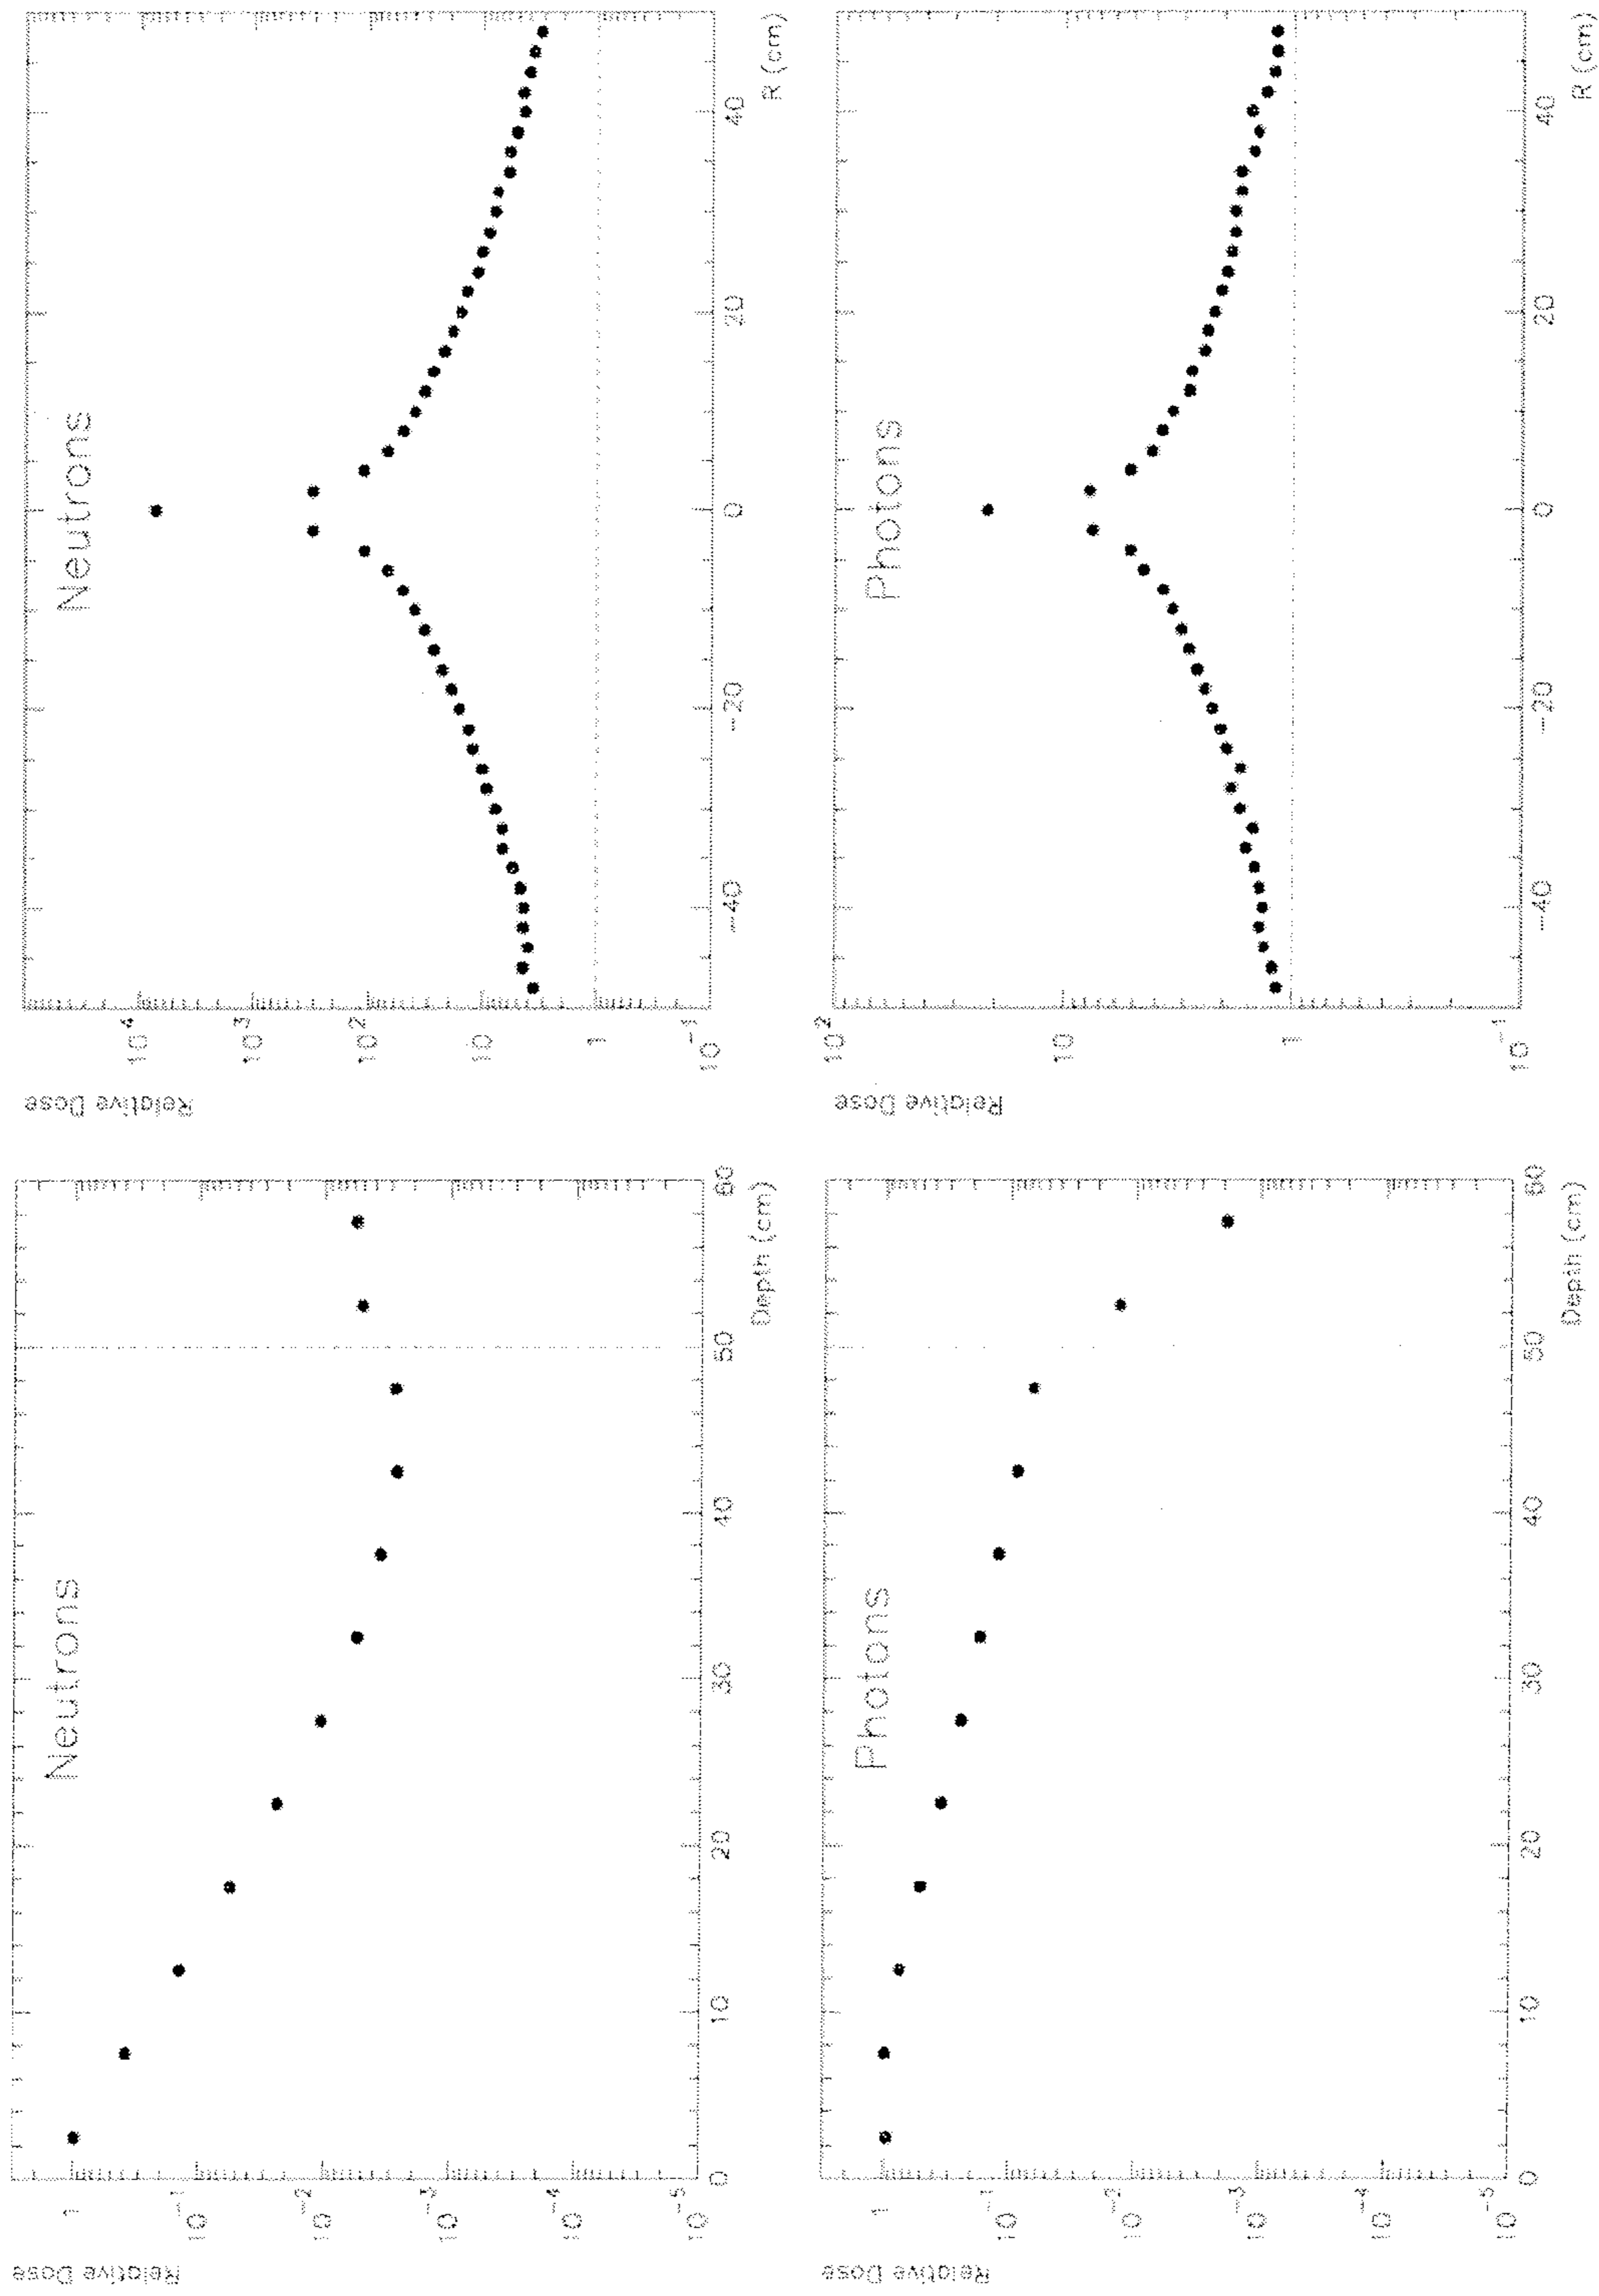 Relative Dose
Neutrons
1
10⁻¹
10⁻²
10⁻³
10⁻⁴
10⁻⁵
0 10 20 30 40 50 60
Depth (cm)
Relative Dose
Neutrons
10⁴
10³
10²
10
1
10⁻¹
-40 -20 0 20 40
R (cm)
Relative Dose
Photons
1
10⁻¹
10⁻²
10⁻³
10⁻⁴
10⁻⁵
0 10 20 30 40 50 60
Depth (cm)
Relative Dose
Photons
10²
10
1
10⁻¹
-40 -20 0 20 40
R (cm)